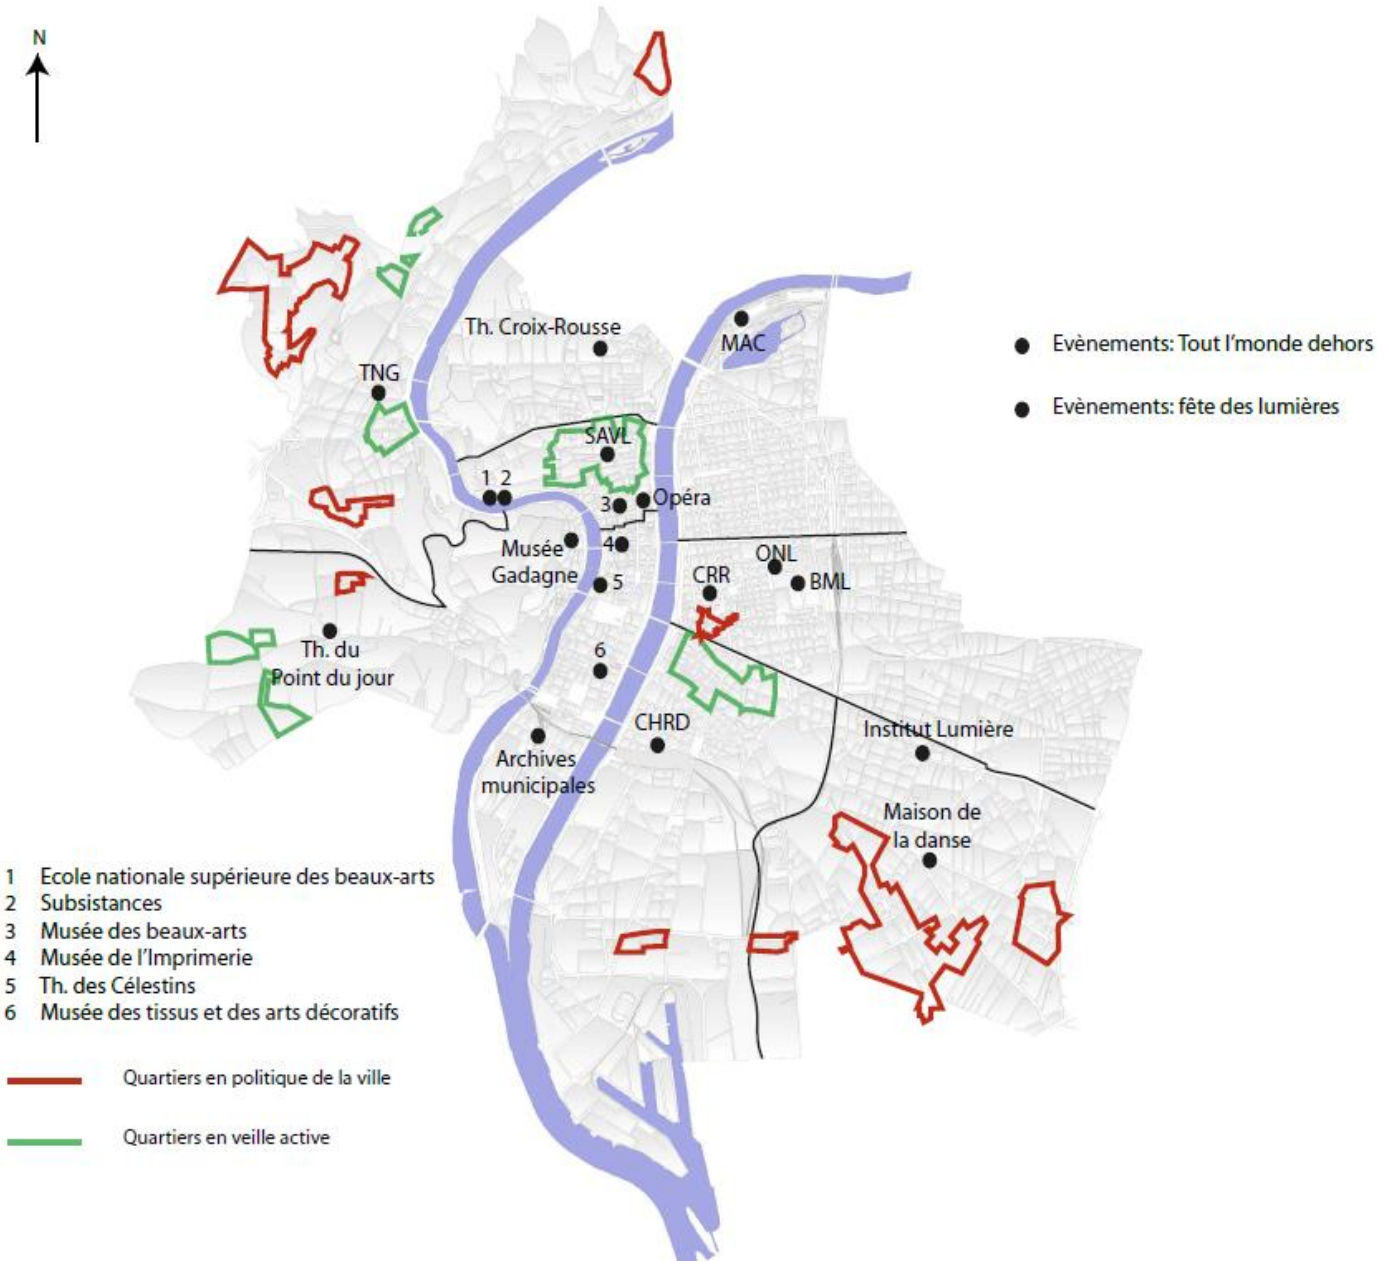 N
Th. Croix-Rousse
MAC
Evènements: Tout l'monde dehors
TNG
Evènements: fête des lumières
SAVL
1 2
3
Opéra
Musée
Gadagne
4
ONL
CRR
BML
5
Th. du
Point du jour
6
CHRD
Institut Lumière
Archives
municipales
Maison de
la danse
1 Ecole nationale supérieure des beaux-arts
2 Subsistances
3 Musée des beaux-arts
4 Musée de l'Imprimerie
5 Th. des Célestins
6 Musée des tissus et des arts décoratifs
Quartiers en politique de la ville
Quartiers en veille active